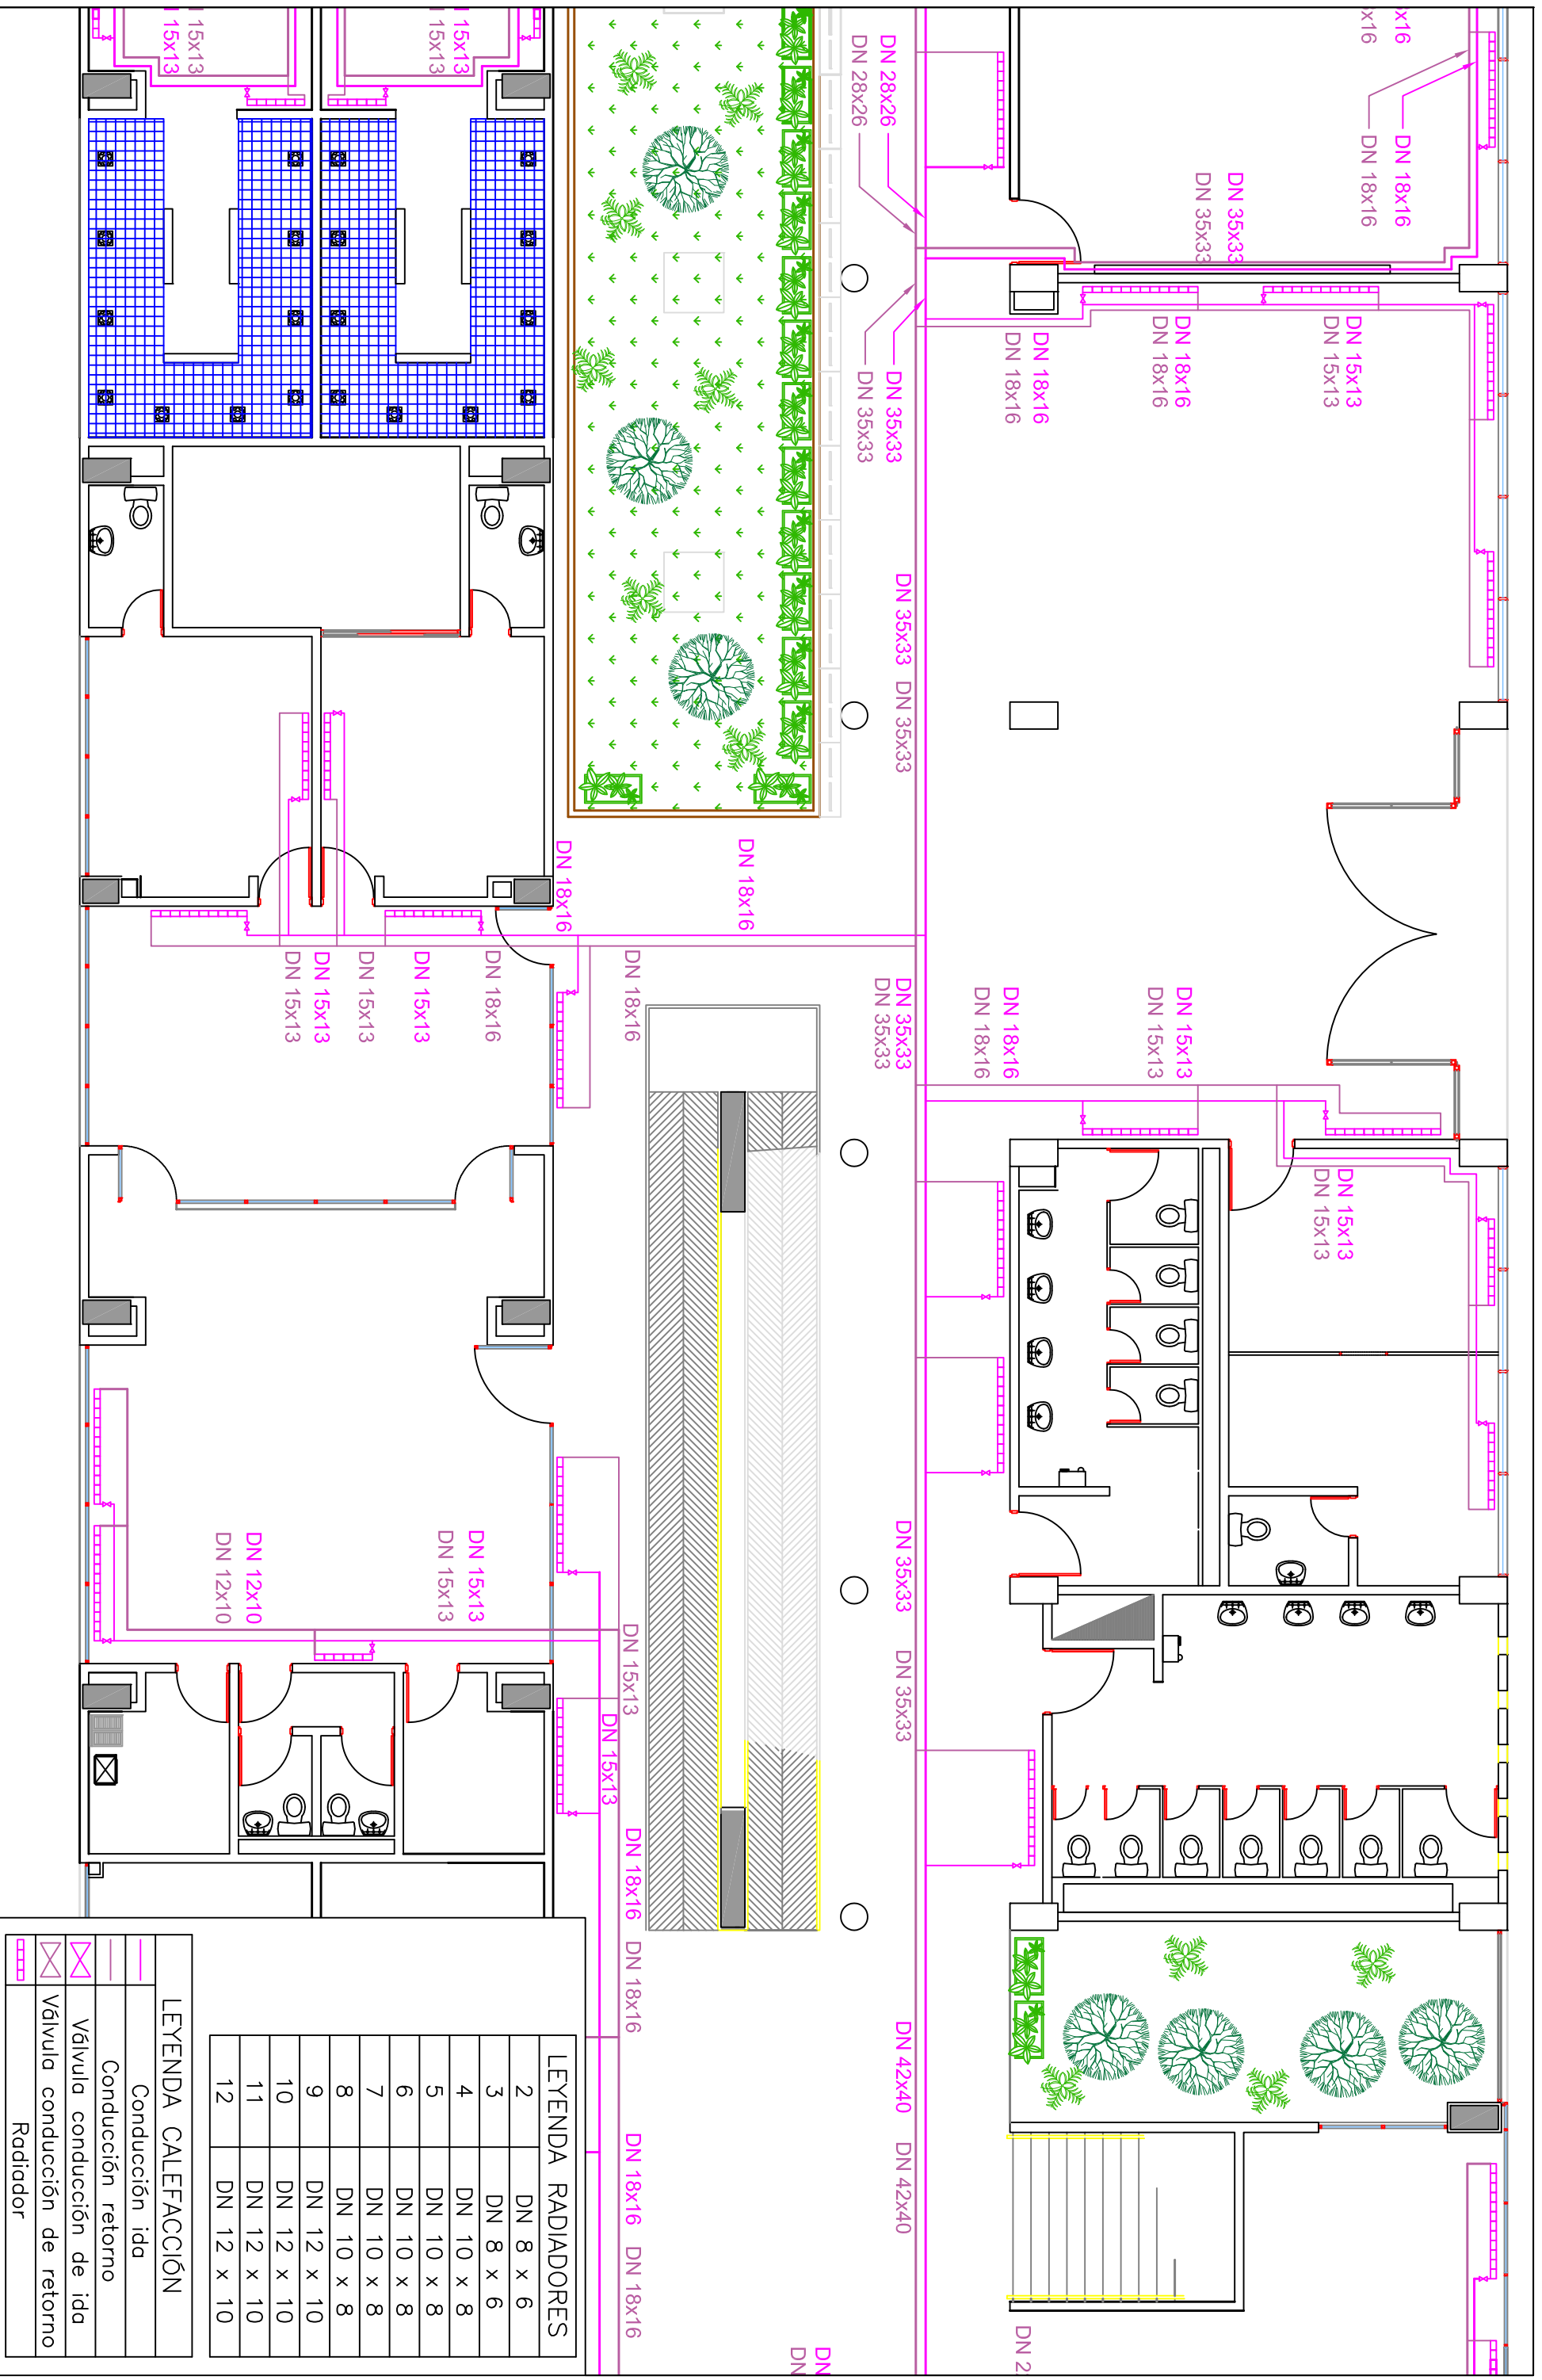 DN 18x16
DN 18x16
DN 35x33
DN 35x33
DN 28x26
DN 28x26
15x13
15x13
15x13
15x13
DN 15x13
DN 15x13
DN 18x16
DN 18x16
DN 18x16
DN 18x16
DN 35x33
DN 35x33
DN 35x33 DN 35x33
DN 18x16
DN 18x16
DN 15x13
DN 15x13
DN 18x16
DN 18x16
DN 35x33
DN 35x33
DN 18x16
DN 18x16
DN 15x13
DN 15x13
DN 15x13
DN 15x13
DN 15x13
DN 15x13
DN 35x33 DN 35x33
DN 15x13
DN 15x13
DN 12x10
DN 12x10
DN 15x13
DN 15x13
DN 18x16 DN 18x16
DN 42x40 DN 42x40
DN 18x16 DN 18x16
DN 2
DN
DN
LEYENDA RADIADORES
2 DN 8 x 6
3 DN 8 x 6
4 DN 10 x 8
5 DN 10 x 8
6 DN 10 x 8
7 DN 10 x 8
8 DN 10 x 8
9 DN 12 x 10
10 DN 12 x 10
11 DN 12 x 10
12 DN 12 x 10
LEYENDA CALEFACCIÓN
Conducción ida
Conducción retorno
Válvula conducción de ida
Válvula conducción de retorno
Radiador